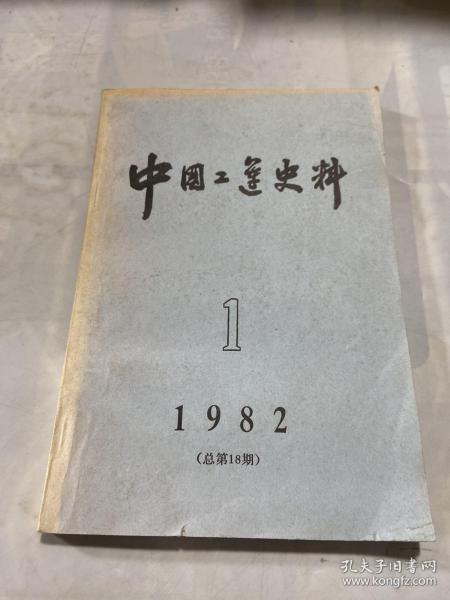 中国工运史料
1
1982
(总第18期)
孔夫子旧书网
www.kongfz.com